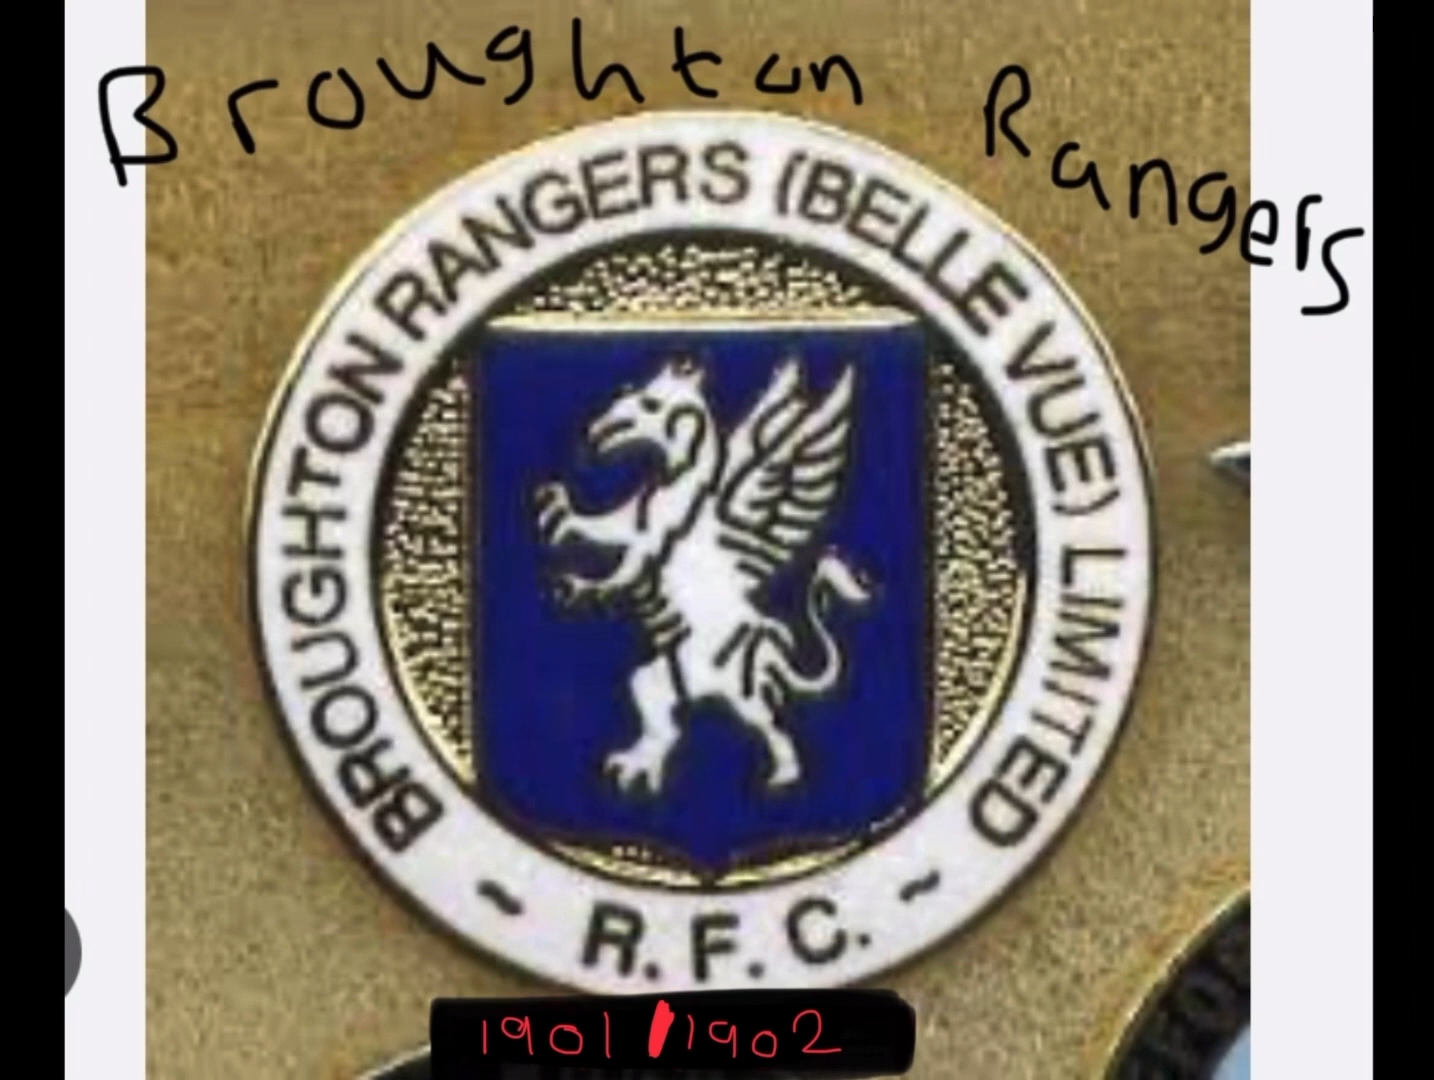 Broughton Rangers
BROUGHTON RANGERS (BELLE VUE) LIMITED
~ R.F.C. ~
1901/1902